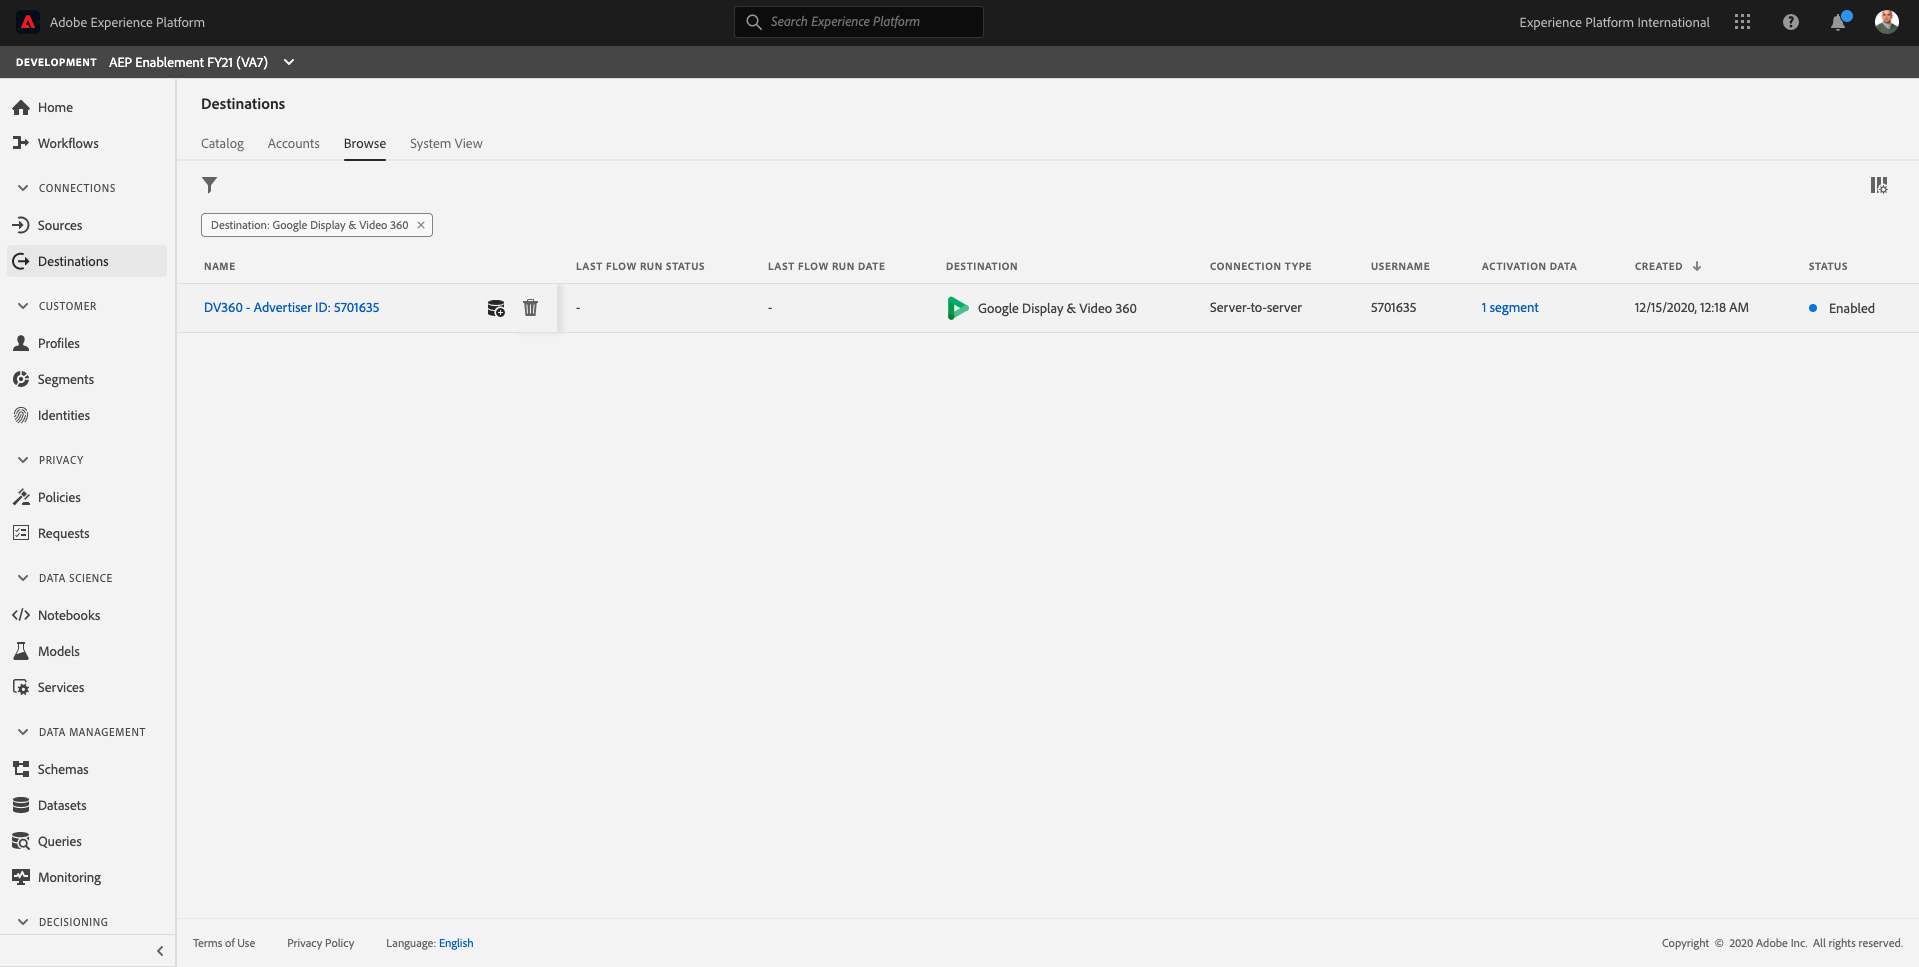 Adobe Experience Platform
Search Experience Platform
Experience Platform International
DEVELOPMENT AEP Enablement FY21 (VA7)
Home
Workflows
CONNECTIONS
Sources
Destinations
CUSTOMER
Profiles
Segments
Identities
PRIVACY
Policies
Requests
DATA SCIENCE
Notebooks
Models
Services
DATA MANAGEMENT
Schemas
Datasets
Queries
Monitoring
DECISIONING
Destinations
Catalog Accounts Browse System View
Destination: Google Display & Video 360 ×
NAME LAST FLOW RUN STATUS LAST FLOW RUN DATE DESTINATION CONNECTION TYPE USERNAME ACTIVATION DATA CREATED ↓ STATUS
DV360 - Advertiser ID: 5701635 - - Google Display & Video 360 Server-to-server 5701635 1 segment 12/15/2020, 12:18 AM Enabled
Terms of Use Privacy Policy Language: English Copyright © 2020 Adobe Inc. All rights reserved.